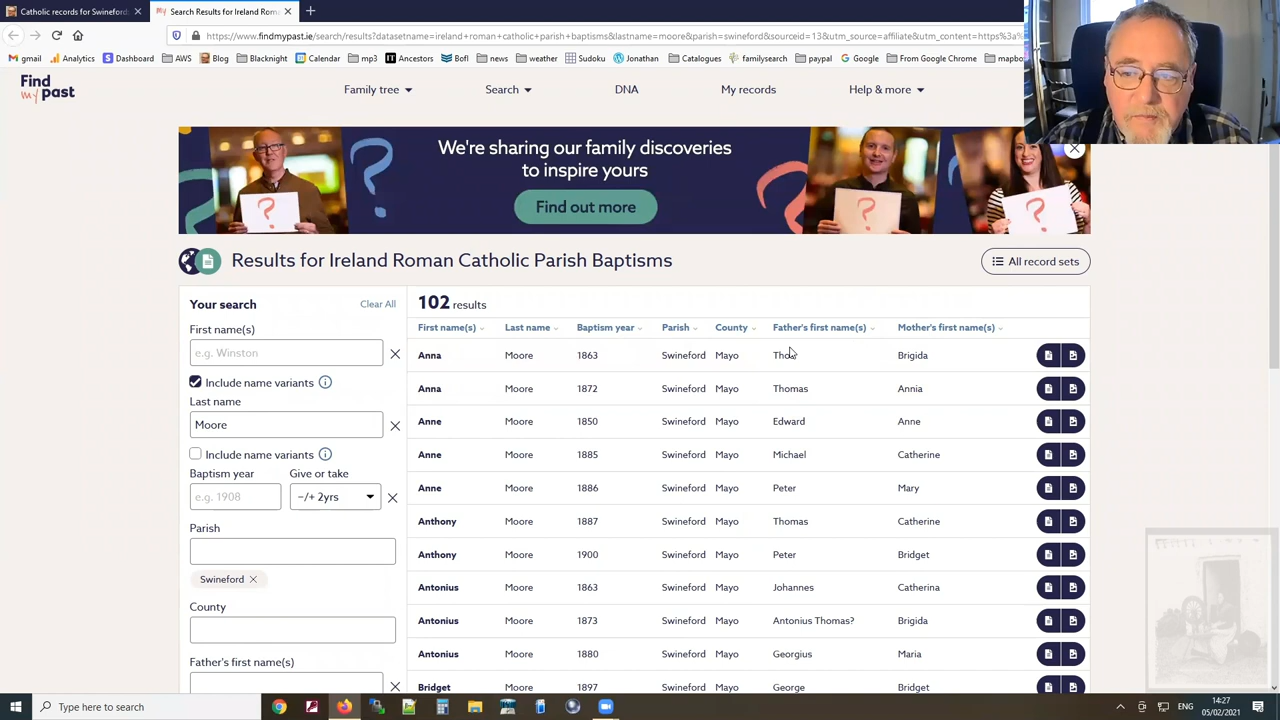 Catholic records for Swineford
Search Results for Ireland Roman
https://www.findmypast.ie/search/results?datasetname=ireland+roman+catholic+parish+baptisms&lastname=moore&parish=swineford&sourceid=13&utm_source=affiliate&utm_content=https%3a%
gmail Analytics Dashboard AWS Blog Blacknight Calendar mp3 Ancestors BofI news weather Sudoku Jonathan Catalogues familysearch paypal Google From Google Chrome mapbo
Find my past
Family tree Search DNA My records Help & more
We're sharing our family discoveries
to inspire yours
Find out more
Results for Ireland Roman Catholic Parish Baptisms
All record sets
Your search Clear All
102 results
First name(s) Last name Baptism year Parish County Father's first name(s) Mother's first name(s)
Anna Moore 1863 Swineford Mayo Brigida
Anna Moore 1872 Swineford Mayo Thomas Annia
Anne Moore 1850 Swineford Mayo Edward Anne
Anne Moore 1885 Swineford Mayo Michael Catherine
Anne Moore 1886 Swineford Mayo Peter Mary
Anthony Moore 1887 Swineford Mayo Thomas Catherine
Anthony Moore 1900 Swineford Mayo Peter Bridget
Antonius Moore 1863 Swineford Mayo Johannes Catherina
Antonius Moore 1873 Swineford Mayo Antonius Thomas? Brigida
Antonius Moore 1880 Swineford Mayo Georgius Maria
Bridget Moore 1897 Swineford Mayo George Bridget
First name(s)
e.g. Winston
Include name variants
Last name
Moore
Include name variants
Baptism year Give or take
e.g. 1908 −/+ 2yrs
Parish
Swineford
County
Father's first name(s)
Type here to search
ENG
14:27
05/02/2021